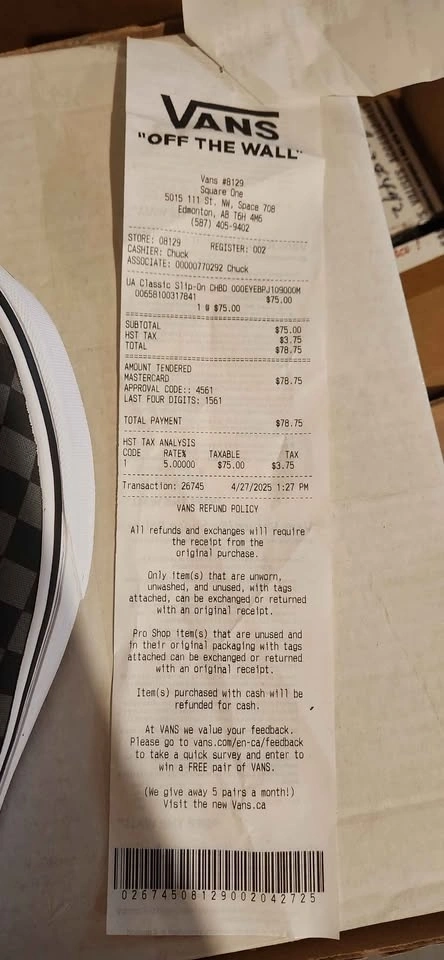 VANS
"OFF THE WALL"
Vans #8129
Square One
5015 111 St. NW, Space 708
Edmonton, AB T6H 4M6
(587) 405-9402
STORE: 08129 REGISTER: 002
CASHIER: Chuck
ASSOCIATE: 00000770292 Chuck
UA Classic Slip-On CHBD 000EYEBPJ109000M
00658100317841 $75.00
1 @ $75.00
SUBTOTAL $75.00
HST TAX $3.75
TOTAL $78.75
AMOUNT TENDERED
MASTERCARD $78.75
APPROVAL CODE:: 4561
LAST FOUR DIGITS: 1561
TOTAL PAYMENT $78.75
HST TAX ANALYSIS
CODE RATE% TAXABLE TAX
1 5.00000 $75.00 $3.75
Transaction: 26745 4/27/2025 1:27 PM
VANS REFUND POLICY
All refunds and exchanges will require
the receipt from the
original purchase.
Only item(s) that are unworn,
unwashed, and unused, with tags
attached, can be exchanged or returned
with an original receipt.
Pro Shop item(s) that are unused and
in their original packaging with tags
attached can be exchanged or returned
with an original receipt.
Item(s) purchased with cash will be
refunded for cash.
At VANS we value your feedback.
Please go to vans.com/en-ca/feedback
to take a quick survey and enter to
win a FREE pair of VANS.
(We give away 5 pairs a month!)
Visit the new Vans.ca
02674508129002042725